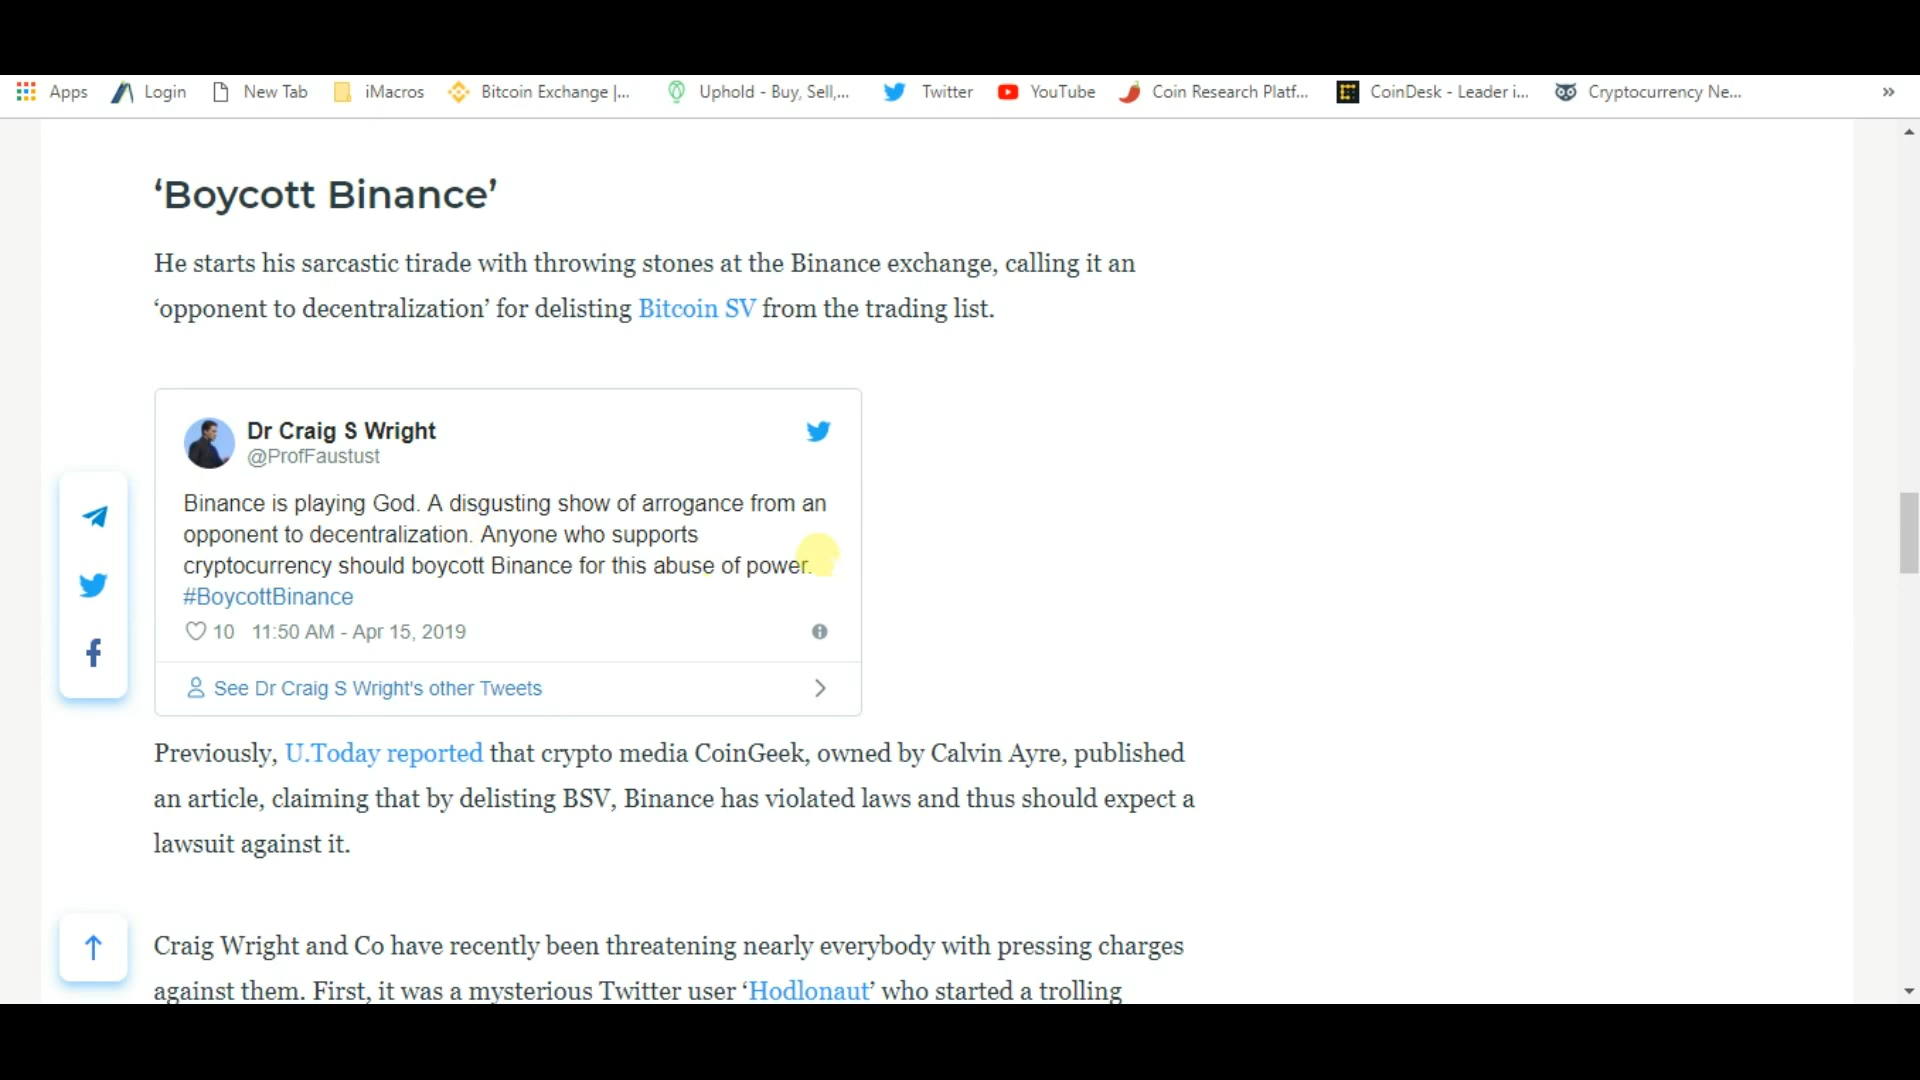 Apps Login New Tab iMacros Bitcoin Exchange |... Uphold - Buy, Sell,... Twitter YouTube Coin Research Platf... CoinDesk - Leader i... Cryptocurrency Ne... »
‘Boycott Binance’
He starts his sarcastic tirade with throwing stones at the Binance exchange, calling it an
‘opponent to decentralization’ for delisting Bitcoin SV from the trading list.
Dr Craig S Wright
@ProfFaustust
Binance is playing God. A disgusting show of arrogance from an
opponent to decentralization. Anyone who supports
cryptocurrency should boycott Binance for this abuse of power.
#BoycottBinance
10 11:50 AM - Apr 15, 2019
See Dr Craig S Wright's other Tweets
Previously, U.Today reported that crypto media CoinGeek, owned by Calvin Ayre, published
an article, claiming that by delisting BSV, Binance has violated laws and thus should expect a
lawsuit against it.
Craig Wright and Co have recently been threatening nearly everybody with pressing charges
against them. First, it was a mysterious Twitter user ‘Hodlonaut’ who started a trolling